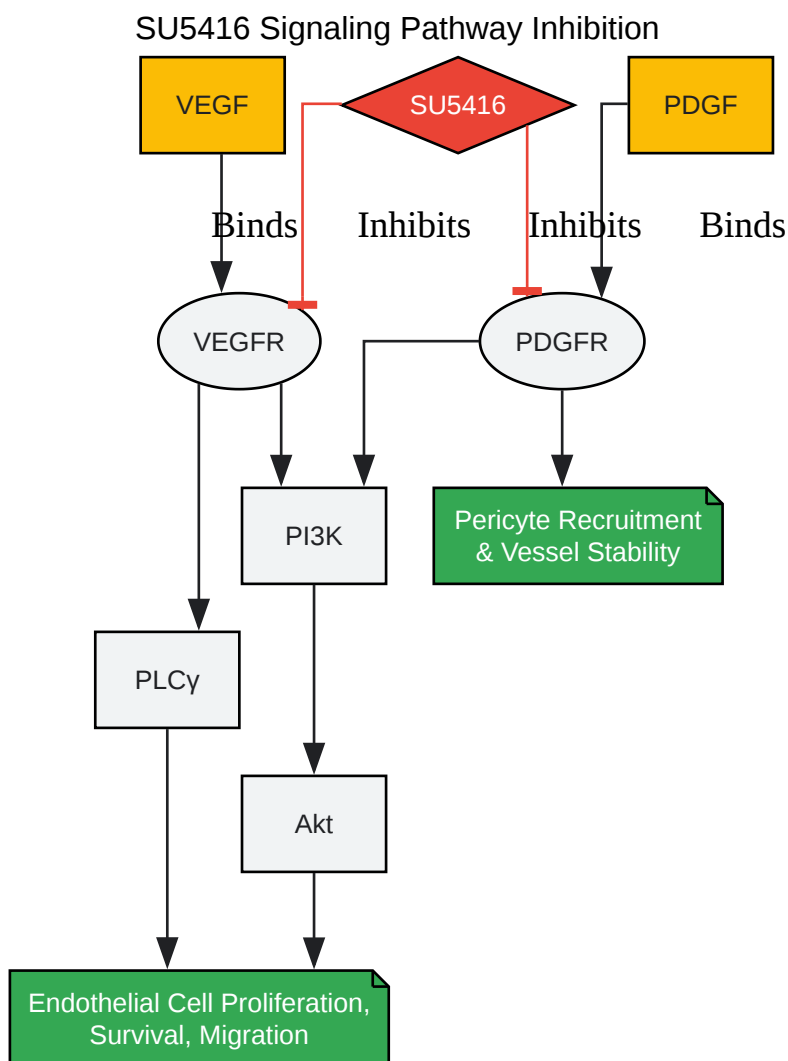 SU5416 Signaling Pathway Inhibition
VEGF
SU5416
PDGF
Binds
Inhibits
Inhibits
Binds
VEGFR
PDGFR
PI3K
Pericyte Recruitment
& Vessel Stability
PLCγ
Akt
Endothelial Cell Proliferation,
Survival, Migration